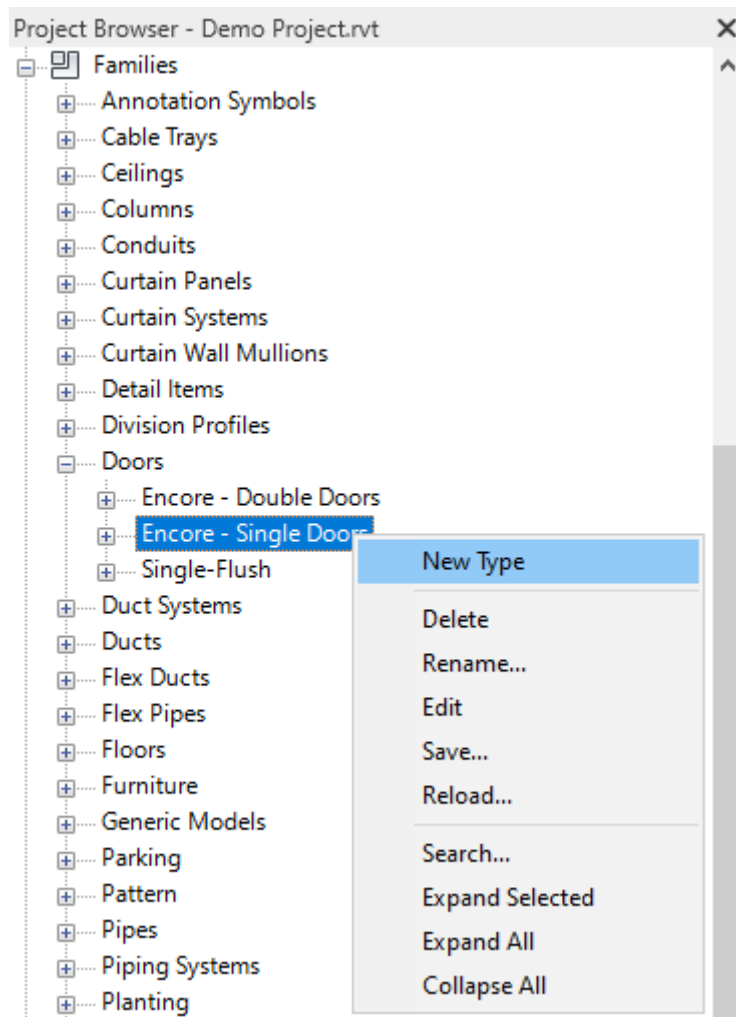 Project Browser - Demo Project.rvt
Families
Annotation Symbols
Cable Trays
Ceilings
Columns
Conduits
Curtain Panels
Curtain Systems
Curtain Wall Mullions
Detail Items
Division Profiles
Doors
Encore - Double Doors
Encore - Single Doors
Single-Flush
Duct Systems
Ducts
Flex Ducts
Flex Pipes
Floors
Furniture
Generic Models
Parking
Pattern
Pipes
Piping Systems
Planting
New Type
Delete
Rename...
Edit
Save...
Reload...
Search...
Expand Selected
Expand All
Collapse All